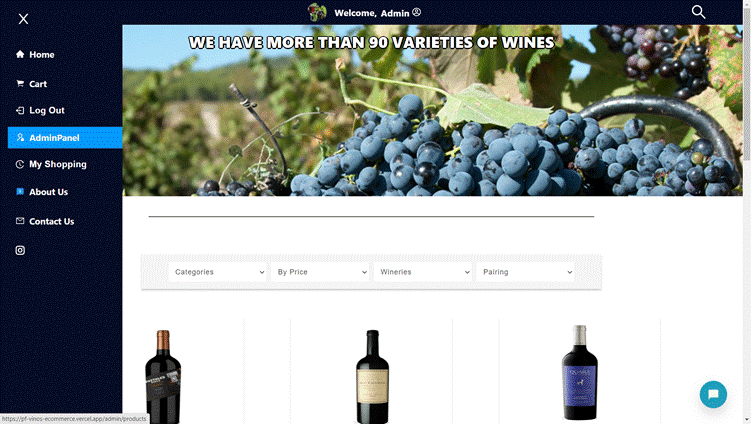 X
Welcome, Admin
Home
Cart
Log Out
AdminPanel
My Shopping
About Us
Contact Us
WE HAVE MORE THAN 90 VARIETIES OF WINES
Categories
By Price
Wineries
Pairing
https://pf-vinos-ecommerce.vercel.app/admin/products